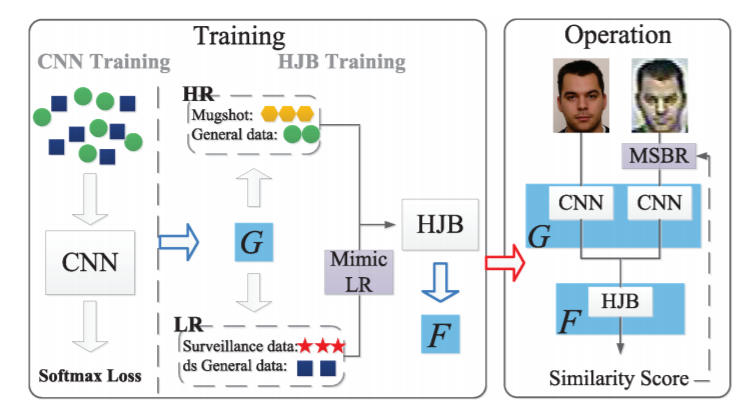 Training
CNN Training
HJB Training
HR
Mugshot:
General data:
G
CNN
HJB
Mimic
LR
F
LR
Surveillance data:
ds General data:
Softmax Loss
Operation
MSBR
CNN
CNN
G
HJB
F
Similarity Score